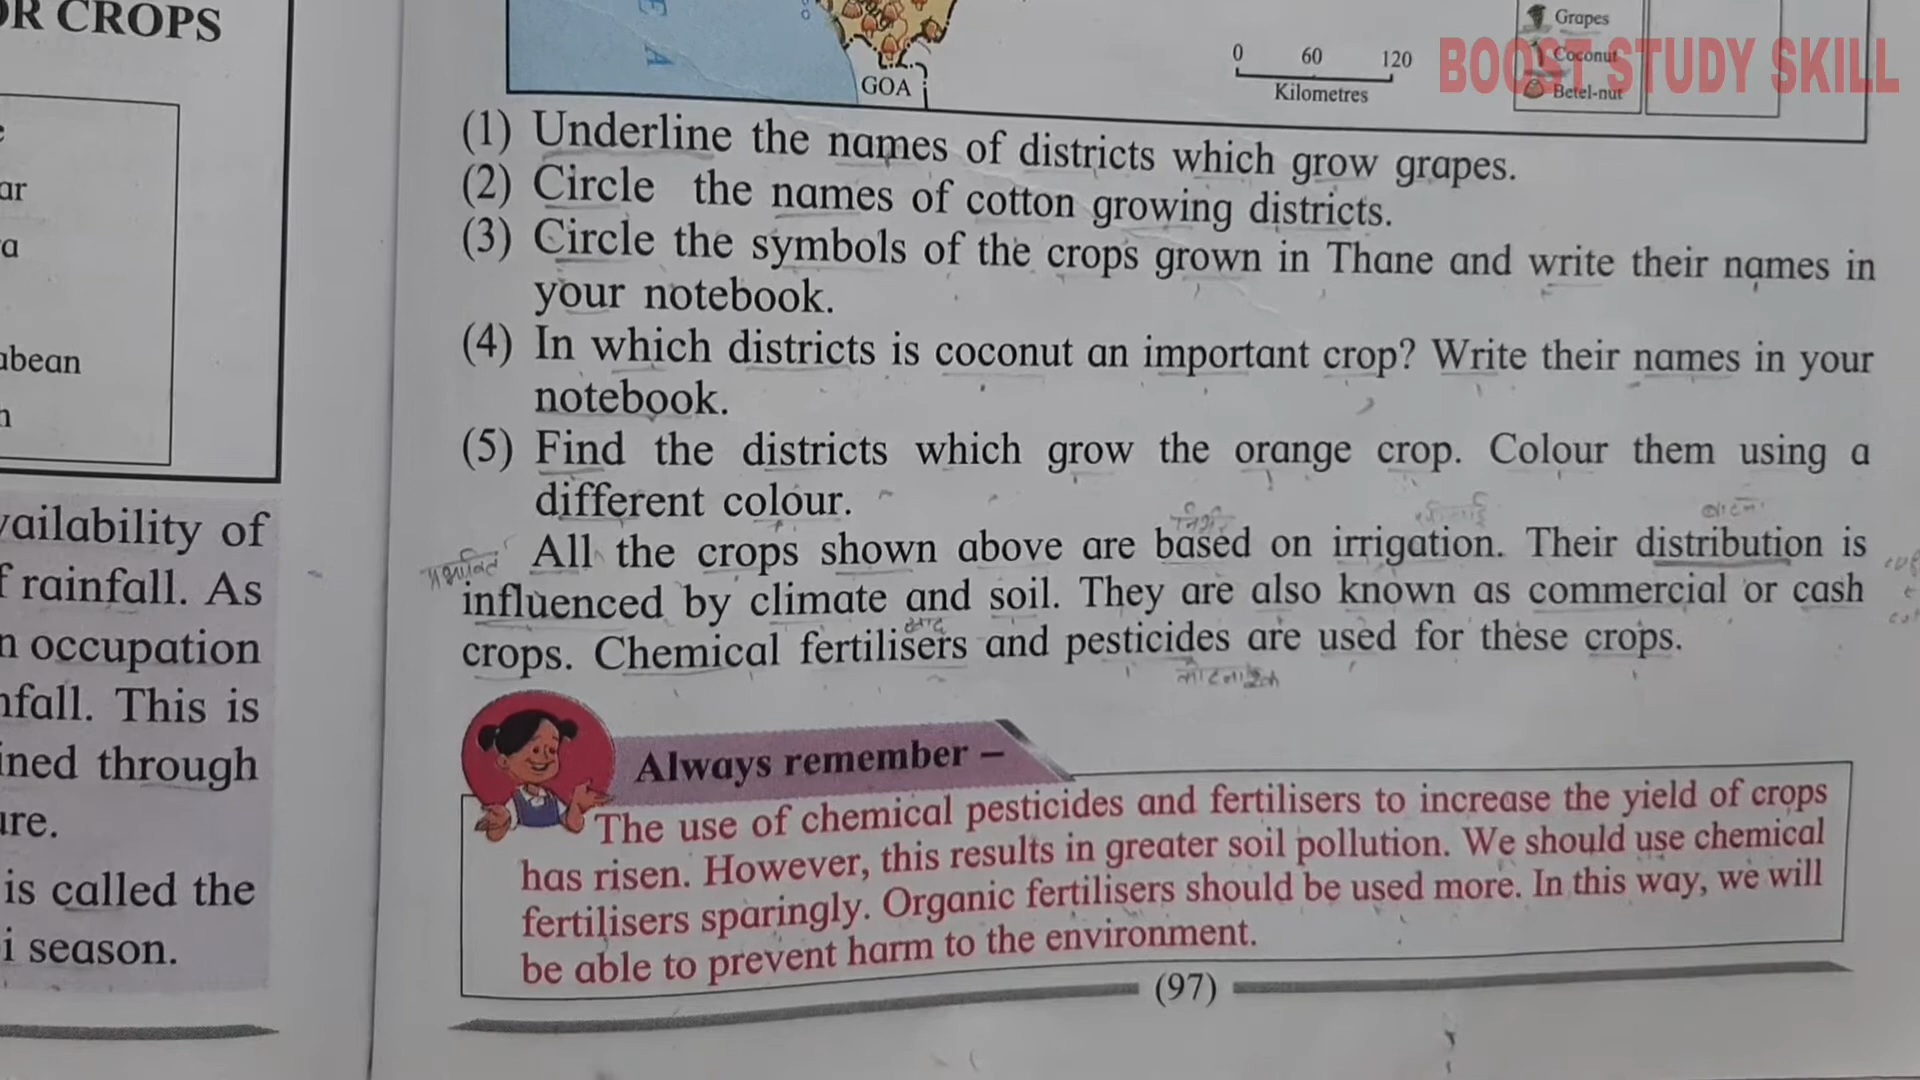 OR CROPS
ar
a
abean
vailability of
f rainfall. As
n occupation
nfall. This is
ined through
ure.
is called the
i season.
E
A
GOA
0 60 120
Kilometres
Grapes
Coconut
Betel-nut
BOOST STUDY SKILL
(1) Underline the names of districts which grow grapes.
(2) Circle the names of cotton growing districts.
(3) Circle the symbols of the crops grown in Thane and write their names in
your notebook.
(4) In which districts is coconut an important crop? Write their names in your
notebook.
(5) Find the districts which grow the orange crop. Colour them using a
different colour.
All the crops shown above are based on irrigation. Their distribution is
influenced by climate and soil. They are also known as commercial or cash
crops. Chemical fertilisers and pesticides are used for these crops.
Always remember –
The use of chemical pesticides and fertilisers to increase the yield of crops
has risen. However, this results in greater soil pollution. We should use chemical
fertilisers sparingly. Organic fertilisers should be used more. In this way, we will
be able to prevent harm to the environment.
(97)